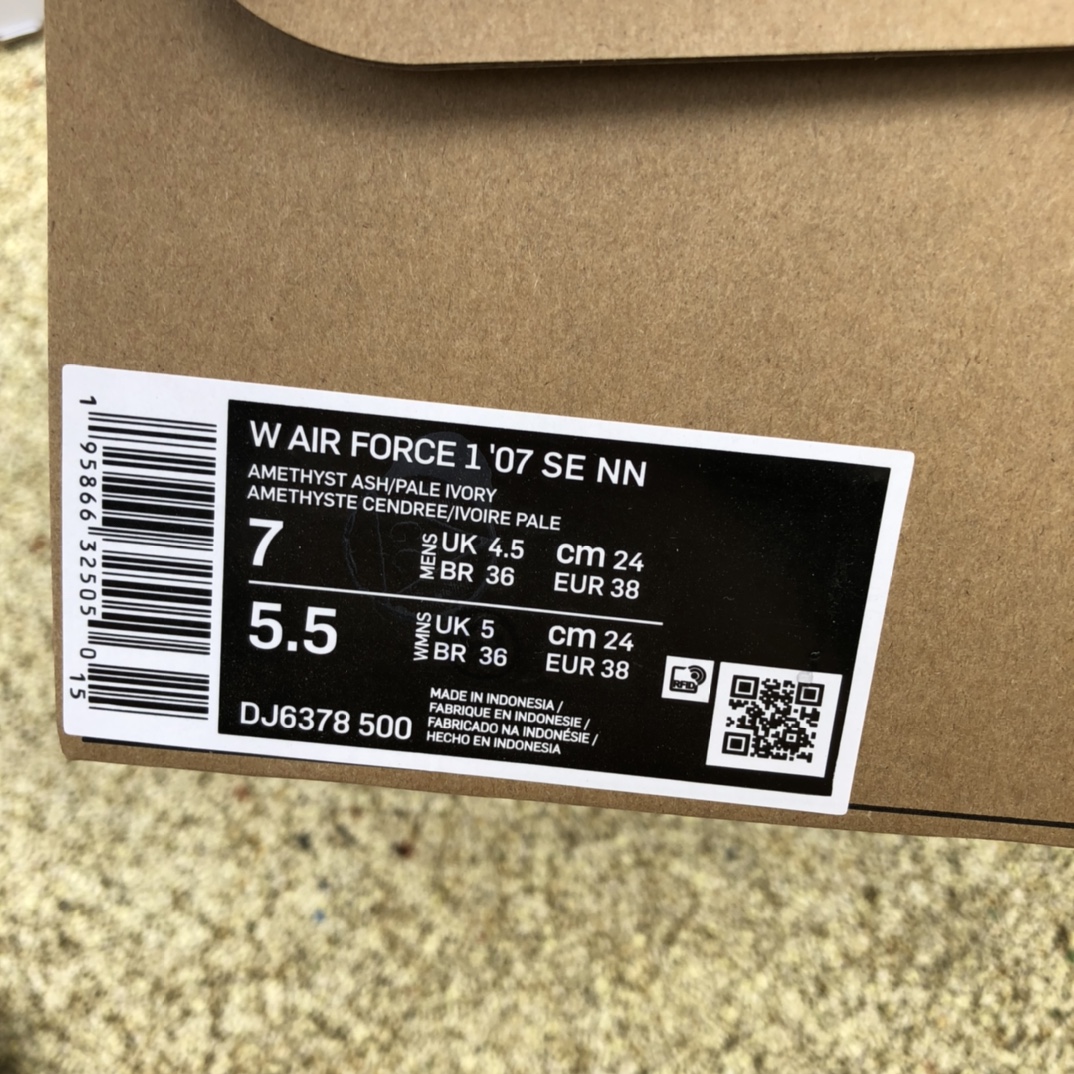 W AIR FORCE 1 '07 SE NN
AMETHYST ASH/PALE IVORY
AMETHYSTE CENDREE/IVOIRE PALE
7
MENS
UK 4.5 cm 24
BR 36 EUR 38
5.5
WMNS
UK 5 cm 24
BR 36 EUR 38
DJ6378 500
MADE IN INDONESIA /
FABRIQUE EN INDONESIE /
FABRICADO NA INDONÉSIE /
HECHO EN INDONESIA
RFID
1 95866 32505 0 15